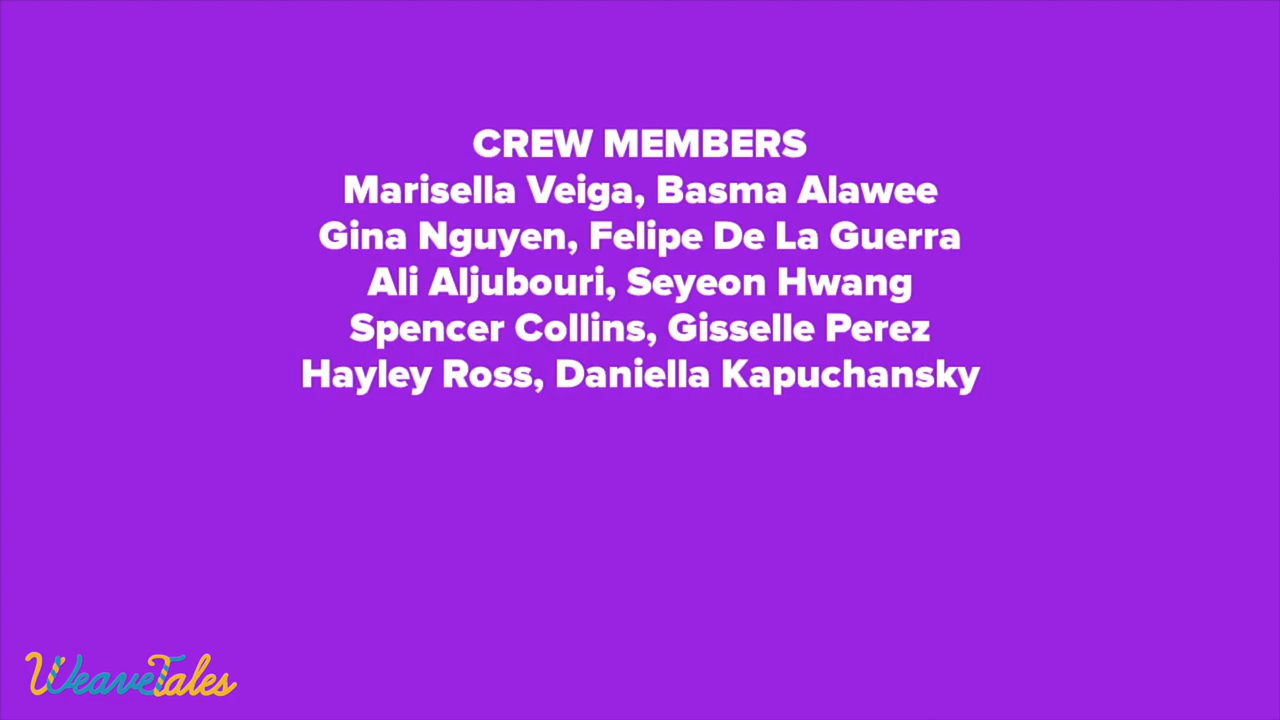 CREW MEMBERS
Marisella Veiga, Basma Alawee
Gina Nguyen, Felipe De La Guerra
Ali Aljubouri, Seyeon Hwang
Spencer Collins, Gisselle Perez
Hayley Ross, Daniella Kapuchansky
WeaveTales